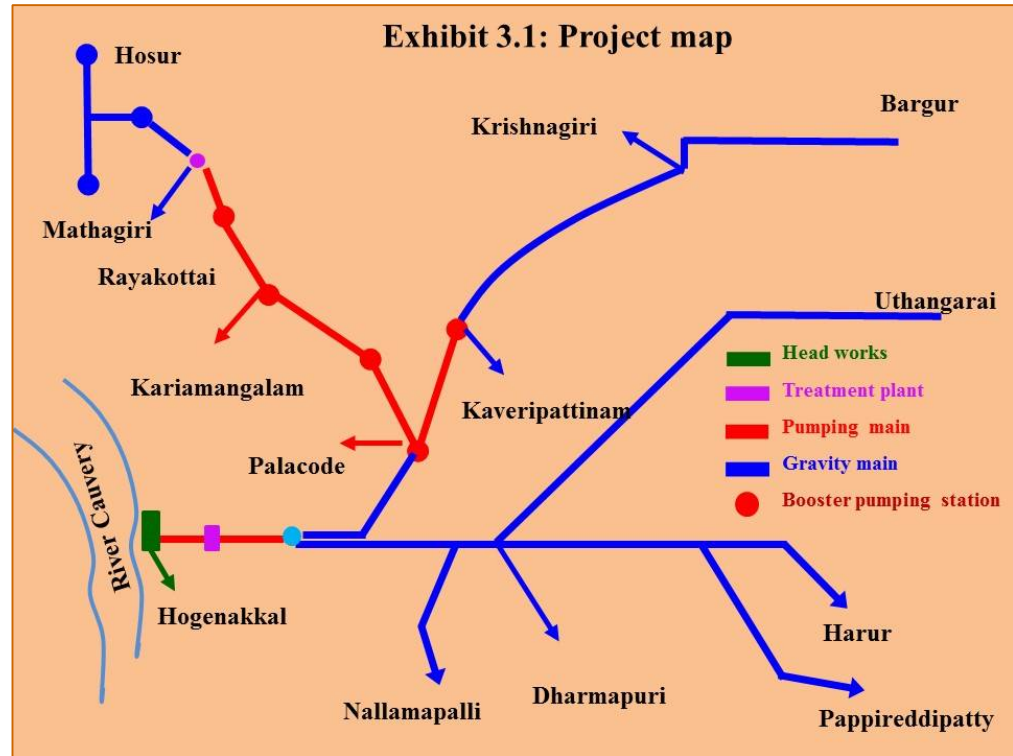 Exhibit 3.1: Project map
Hosur
Bargur
Krishnagiri
Mathagiri
Rayakottai
Uthangarai
Head works
Kariamangalam
Treatment plant
Kaveripattinam
Pumping main
Palacode
Gravity main
Booster pumping station
River Cauvery
Hogenakkal
Harur
Dharmapuri
Nallamapalli
Pappireddipatty